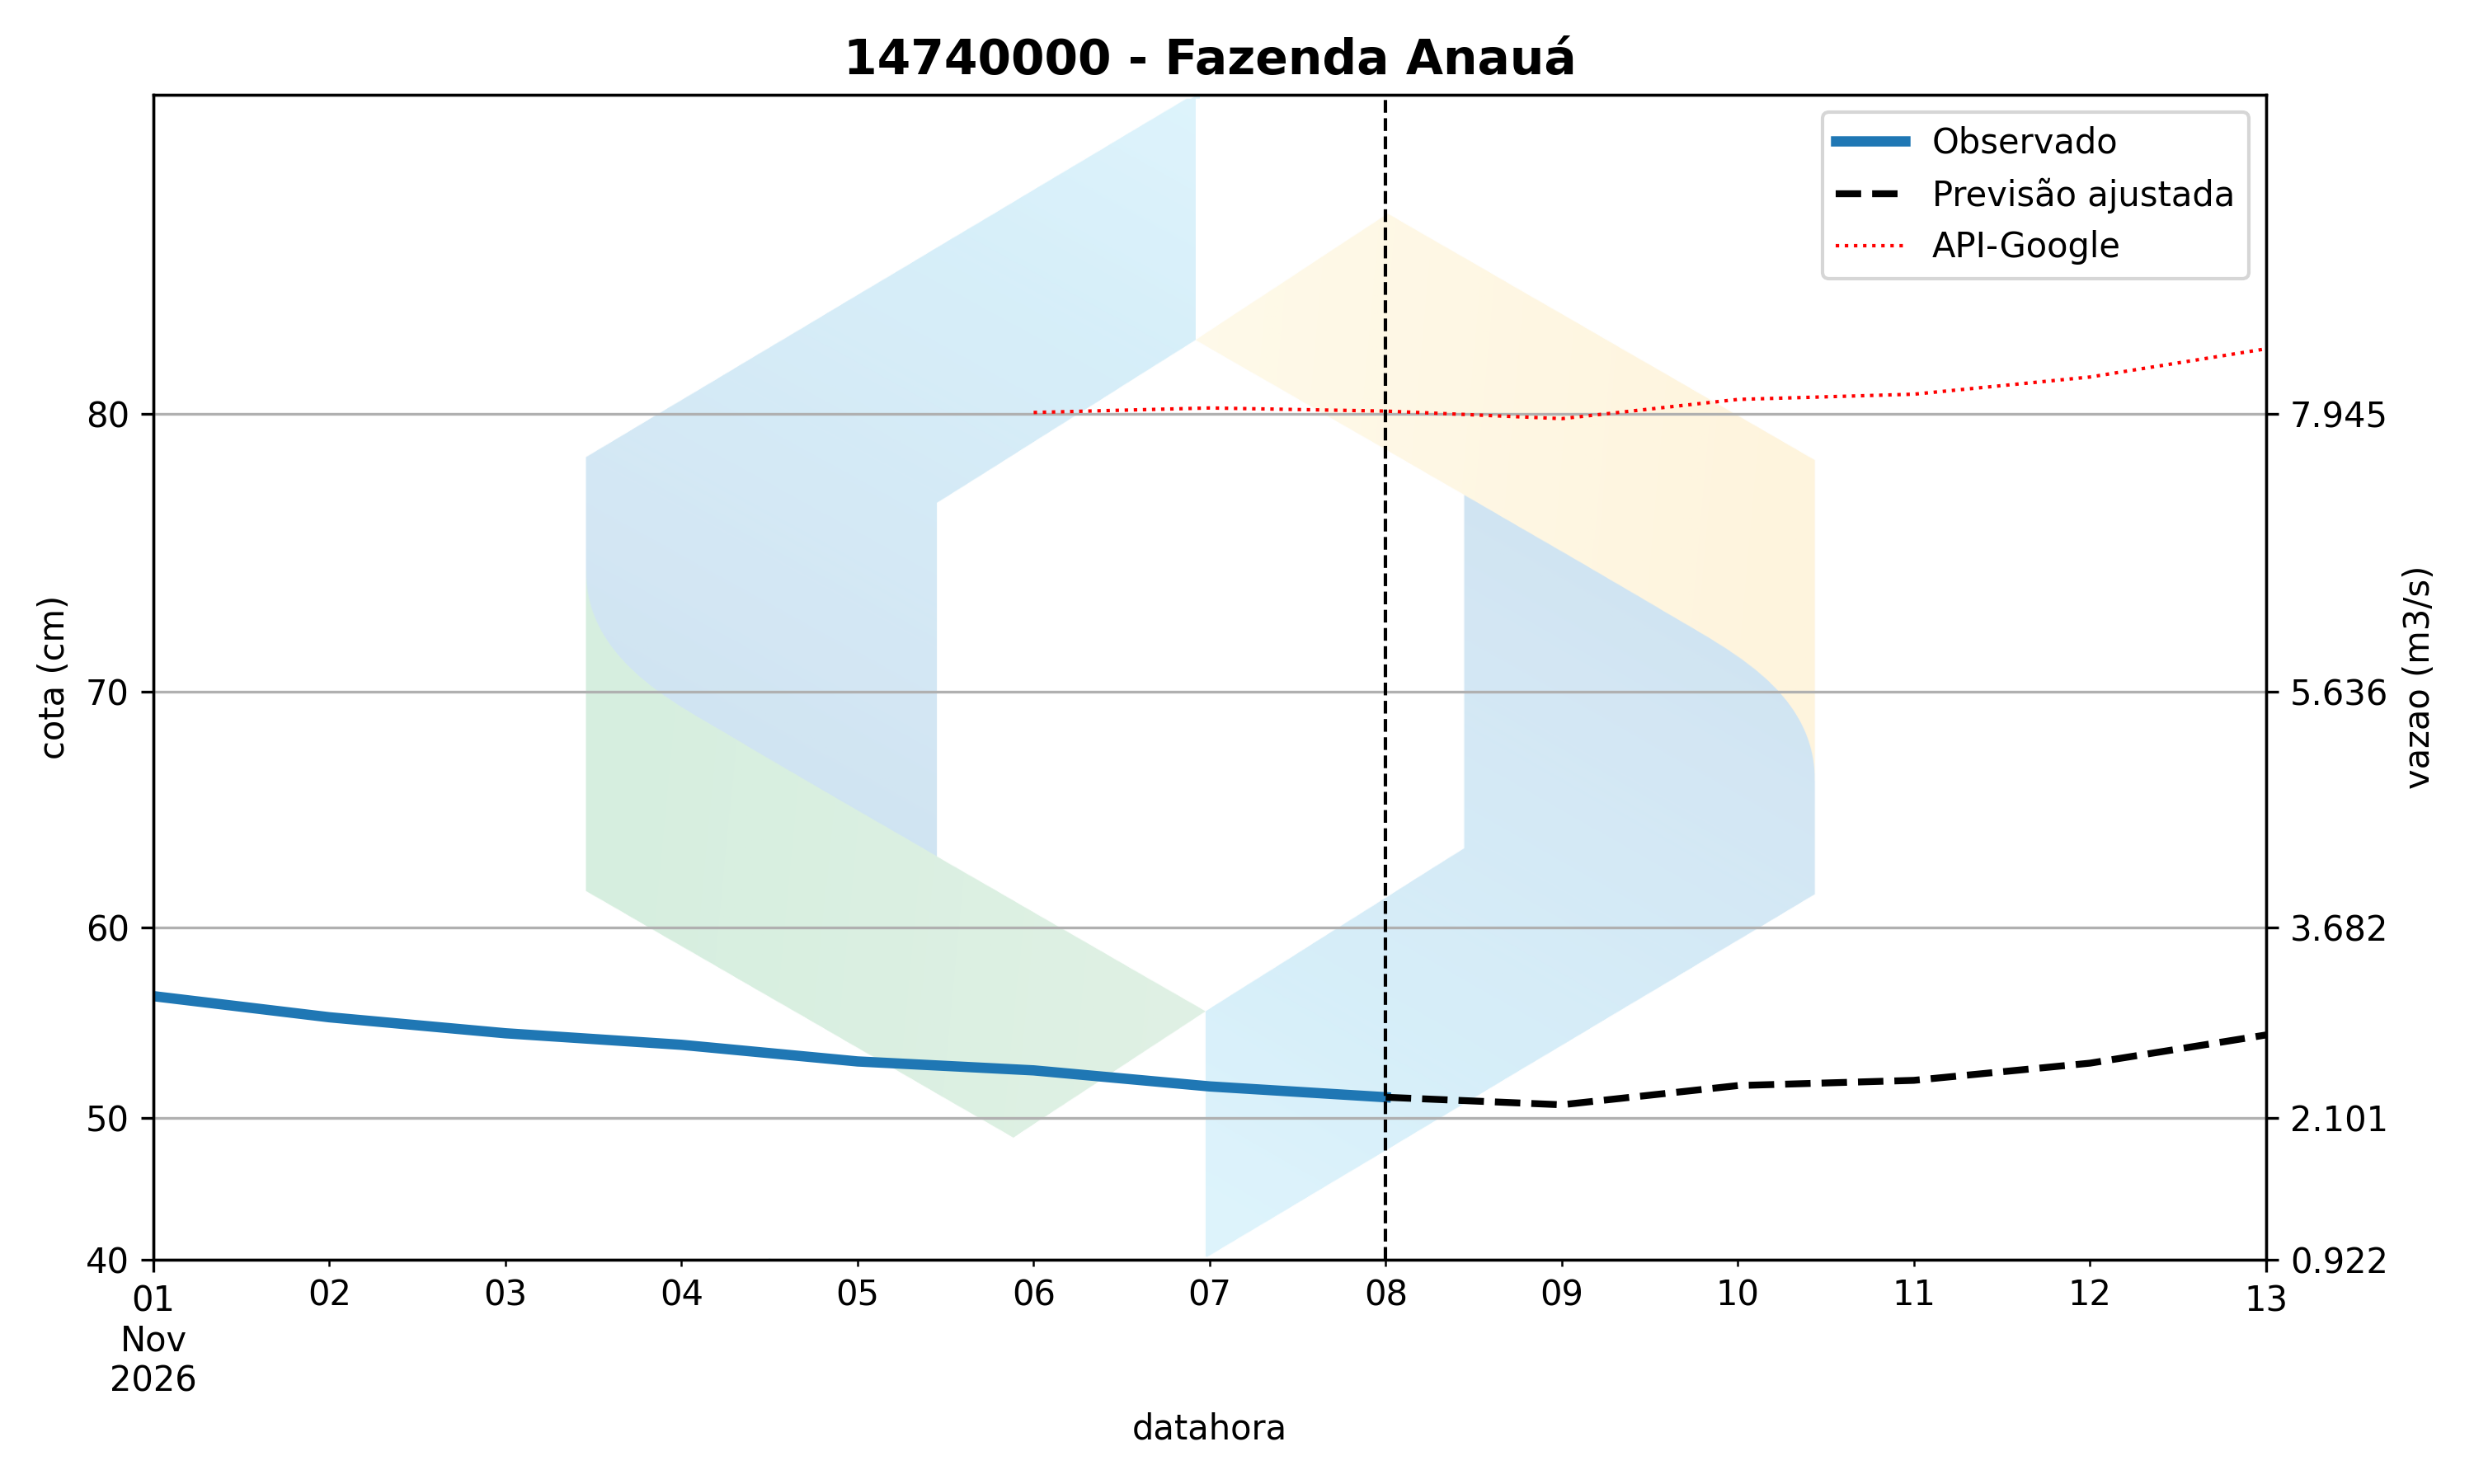 14740000 - Fazenda Anauá
Observado
Previsão ajustada
API-Google
cota (cm)
80
70
60
50
40
7.945
5.636
3.682
2.101
0.922
vazao (m3/s)
01 02 03 04 05 06 07 08 09 10 11 12 13
Nov
2026
datahora